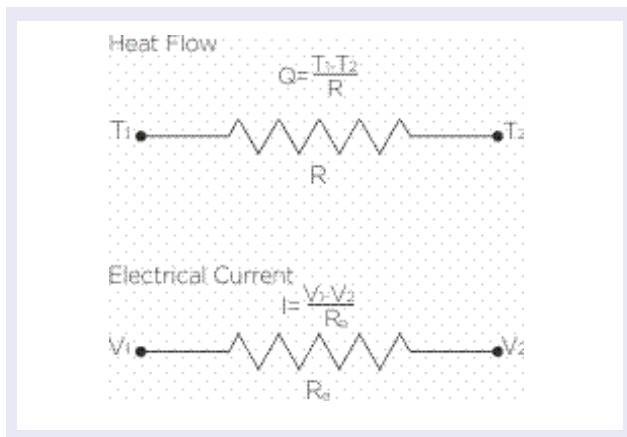 Heat Flow
Q= T₁-T₂
R
T₁ T₂
R
Electrical Current
I= V₁-V₂
Rₑ
V₁ V₂
Rₑ